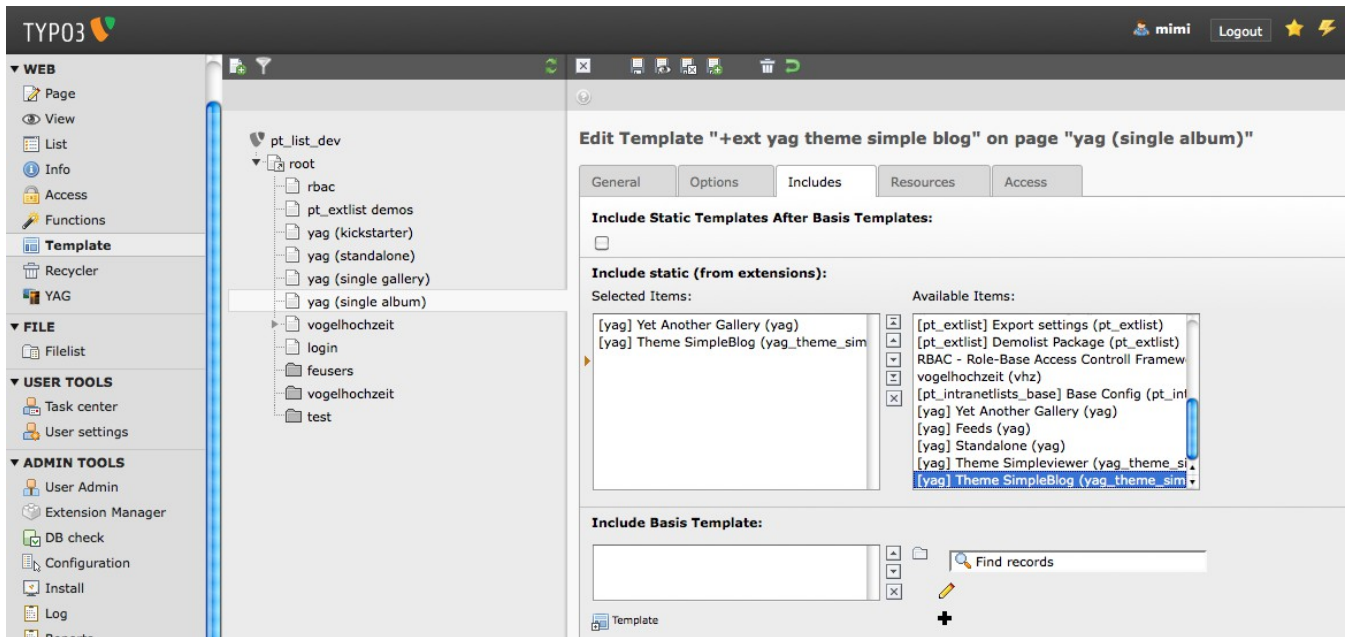 TYPO3
mimi
Logout
WEB
Page
View
List
Info
Access
Functions
Template
Recycler
YAG
FILE
Filelist
USER TOOLS
Task center
User settings
ADMIN TOOLS
User Admin
Extension Manager
DB check
Configuration
Install
Log
Reports
pt_list_dev
root
rbac
pt_extlist demos
yag (kickstarter)
yag (standalone)
yag (single gallery)
yag (single album)
vogelhochzeit
login
feusers
vogelhochzeit
test
Edit Template "+ext yag theme simple blog" on page "yag (single album)"
General Options Includes Resources Access
Include Static Templates After Basis Templates:
Include static (from extensions):
Selected Items:
[yag] Yet Another Gallery (yag)
[yag] Theme SimpleBlog (yag_theme_sim
Available Items:
[pt_extlist] Export settings (pt_extlist)
[pt_extlist] Demolist Package (pt_extlist)
RBAC - Role-Base Access Controll Framew
vogelhochzeit (vhz)
[pt_intranetlists_base] Base Config (pt_int
[yag] Yet Another Gallery (yag)
[yag] Feeds (yag)
[yag] Standalone (yag)
[yag] Theme Simpleviewer (yag_theme_si
[yag] Theme SimpleBlog (yag_theme_sim
Include Basis Template:
Find records
Template